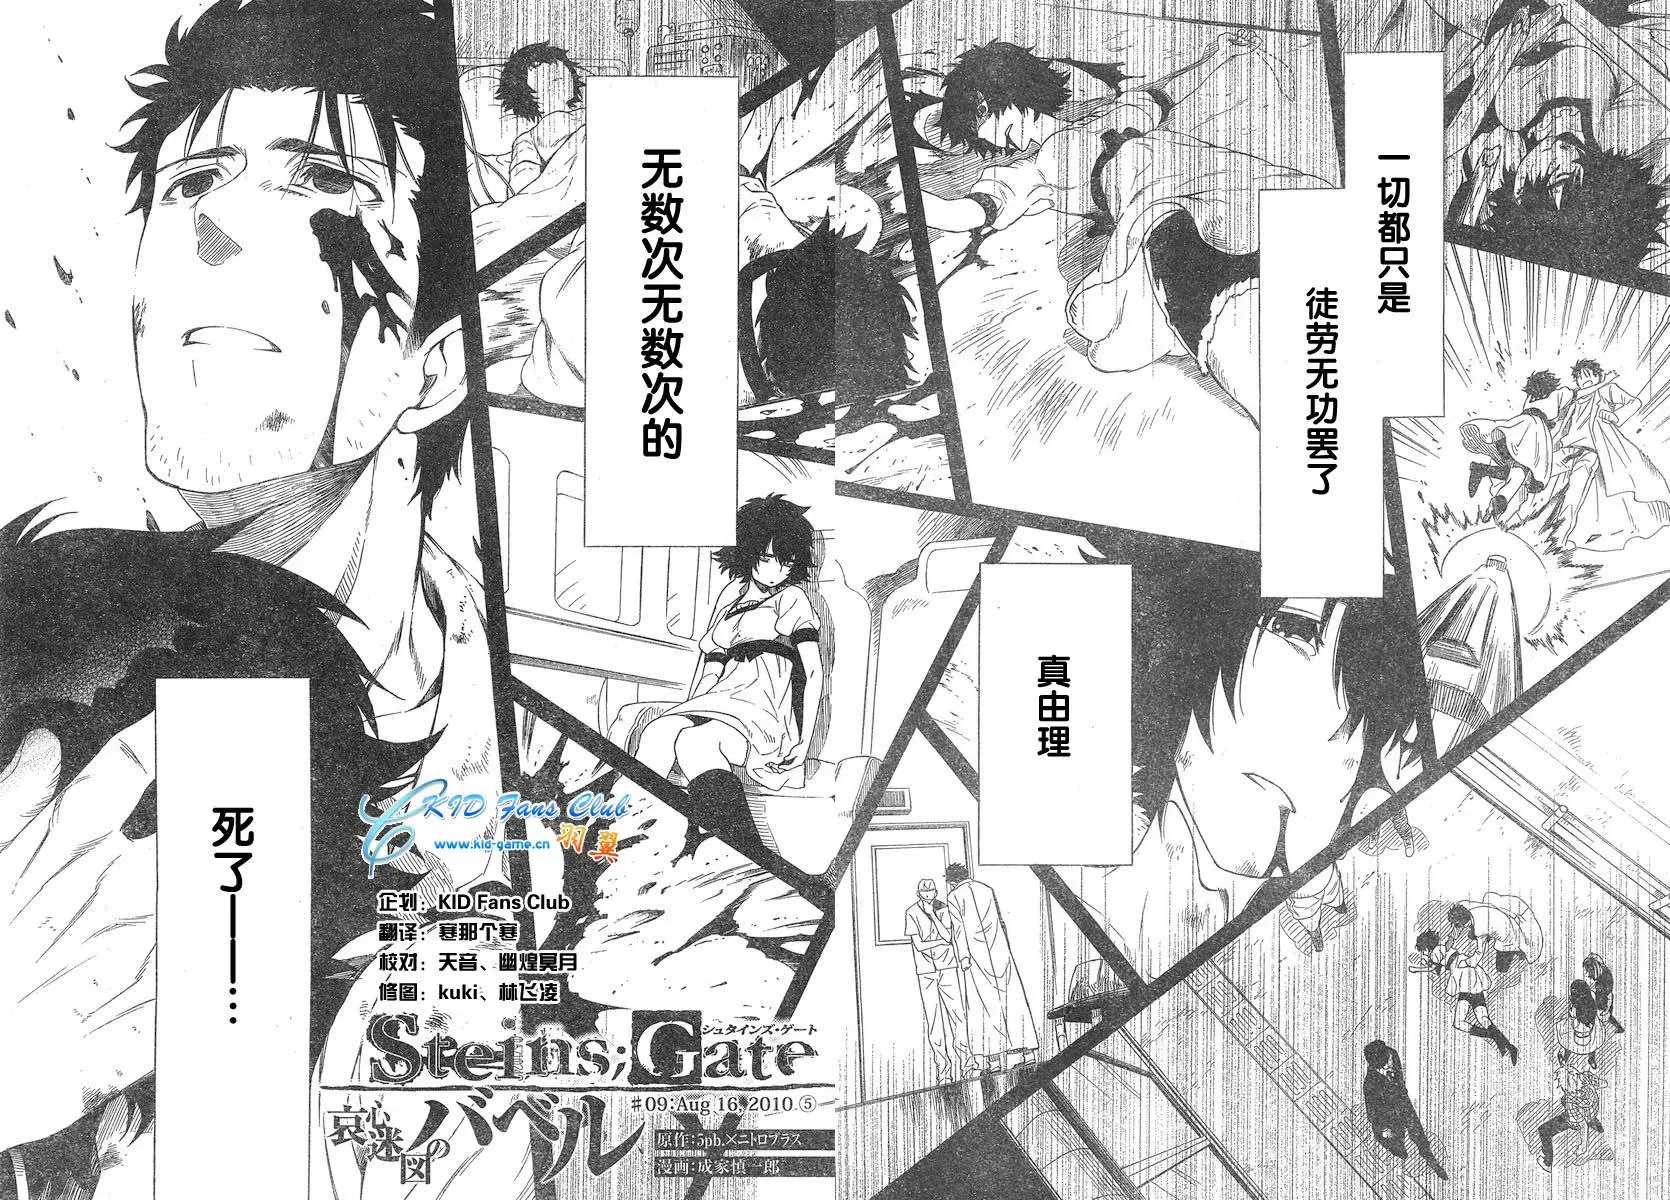 一切都只是
徒劳无功罢了
真由理
无数次无数次的
死了——…
KID Fans Club
羽翼
www.kid-game.cn
企划：KID Fans Club
翻译：寒那个寒
校对：天音、幽煌冥月
修图：kuki、林飞凌
シュタインズ・ゲート
Steins;Gate
♯09:Aug 16, 2010 ⑤
哀心迷図のバベル
原作:5pb.×ニトロプラス
漫画:成家慎一郎